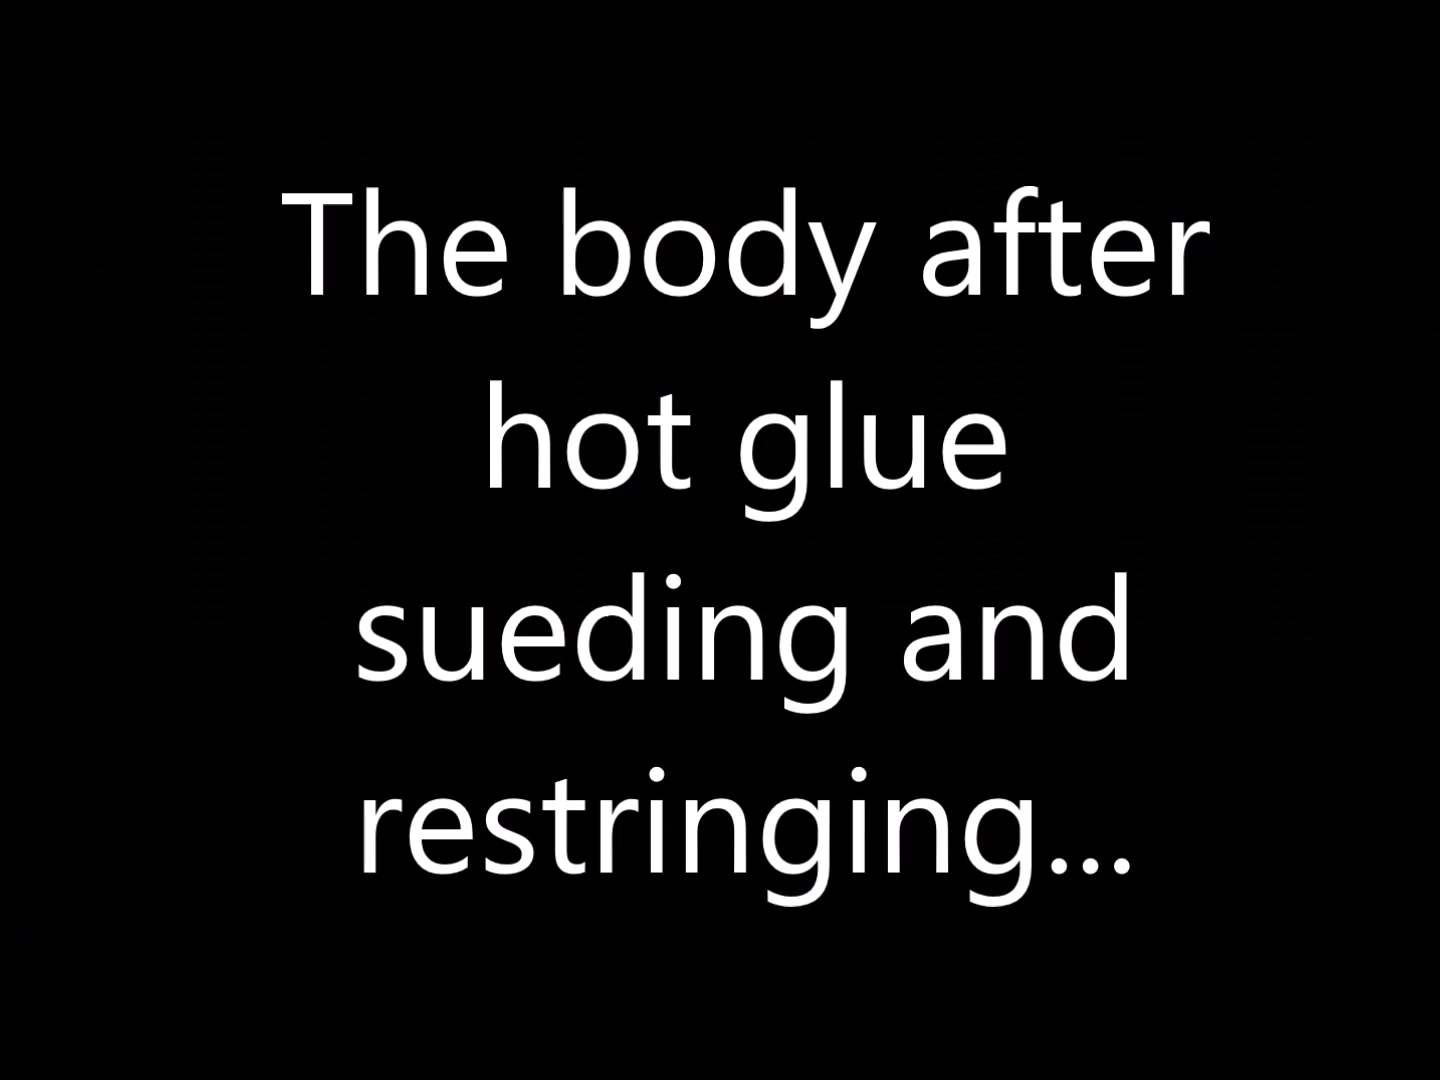 The body after
hot glue
sueding and
restringing...